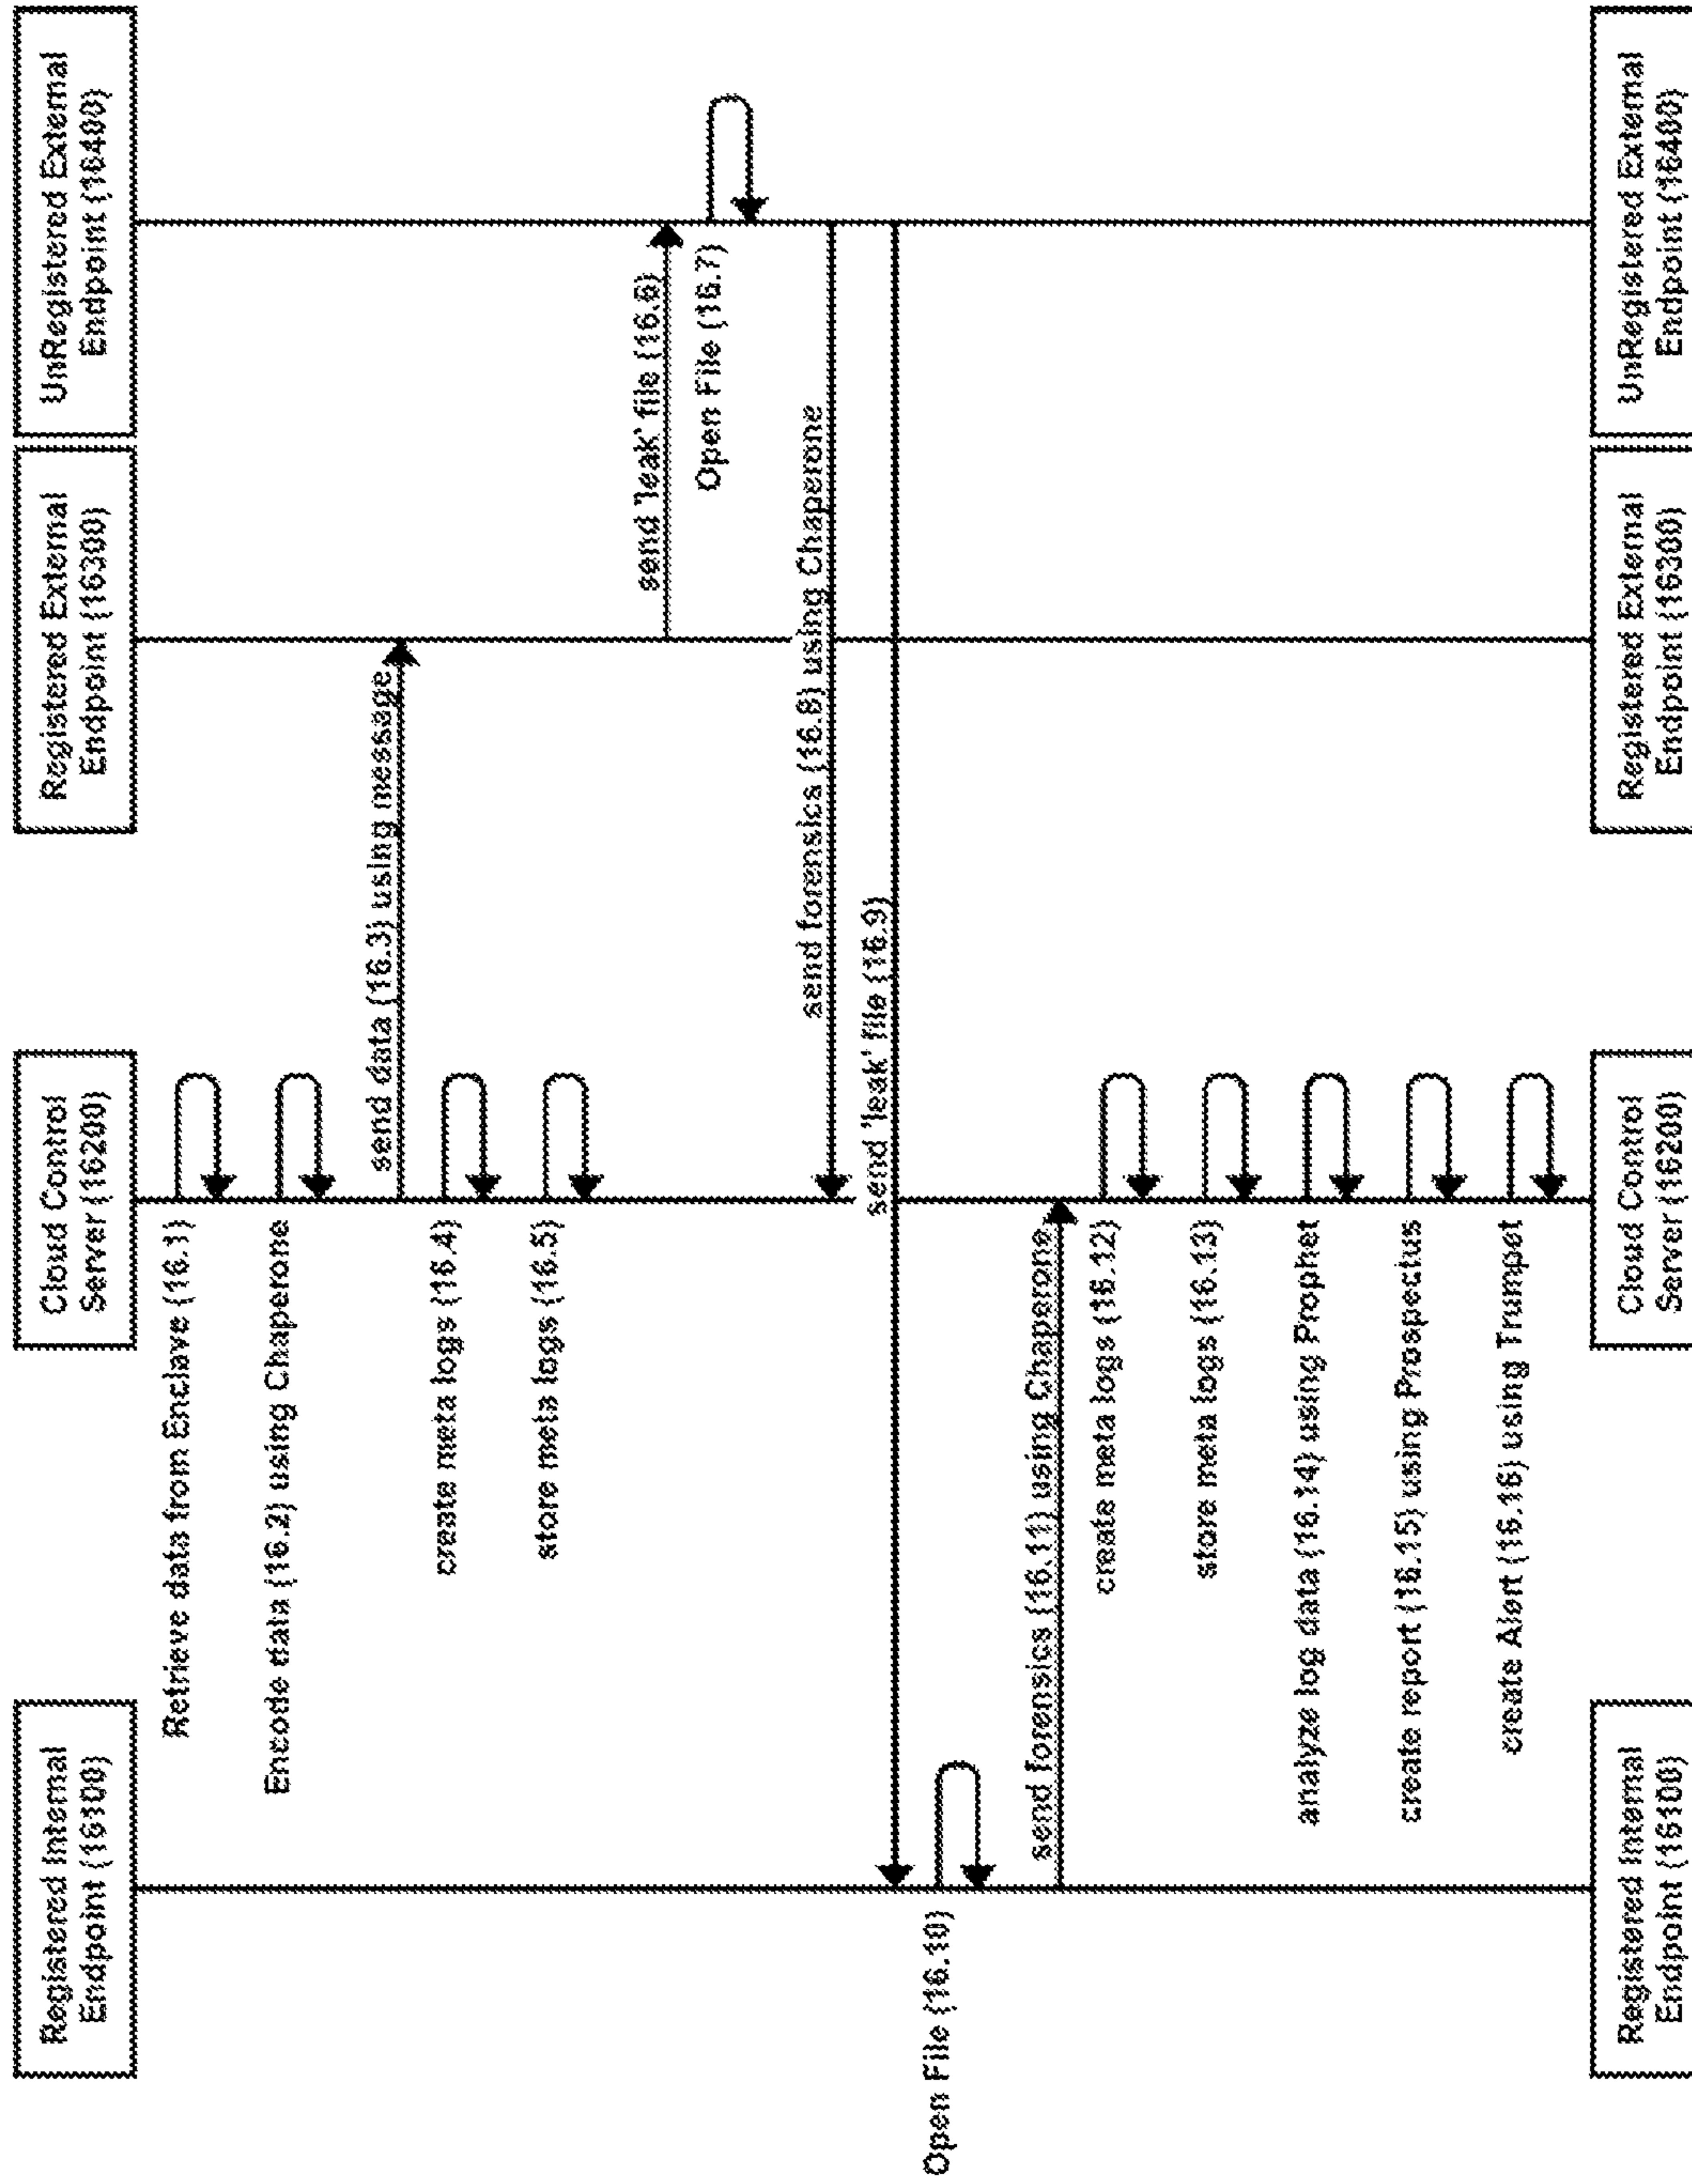 Registered Internal
Endpoint (16100)
Cloud Control
Server (16200)
Registered External
Endpoint (16300)
UnRegistered External
Endpoint (16400)
Retrieve data from Enclave (16.1)
Encode data (16.2) using Chaperone
send data (16.3) using message
create meta logs (16.4)
store meta logs (16.5)
send 'leak' file (16.6)
Open File (16.7)
send forensics (16.8) using Chaperone
send 'leak' file (16.9)
Open File (16.10)
send forensics (16.11) using Chaperone
create meta logs (16.12)
store meta logs (16.13)
analyze log data (16.14) using Prophet
create report (16.15) using Prospectus
create Alert (16.16) using Trumpet
Registered Internal
Endpoint (16100)
Cloud Control
Server (16200)
Registered External
Endpoint (16300)
UnRegistered External
Endpoint (16400)